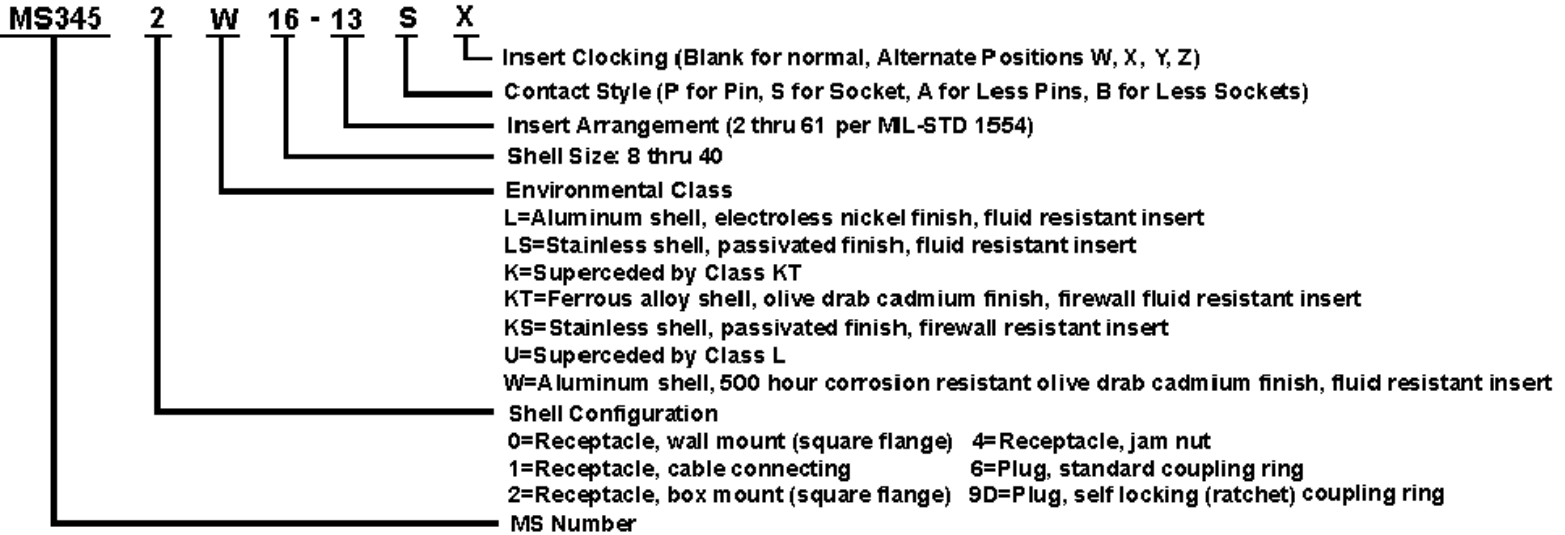 MS345 2 W 16 - 13 S X
Insert Clocking (Blank for normal, Alternate Positions W, X, Y, Z)
Contact Style (P for Pin, S for Socket, A for Less Pins, B for Less Sockets)
Insert Arrangement (2 thru 61 per MIL-STD 1554)
Shell Size: 8 thru 40
Environmental Class
L=Aluminum shell, electroless nickel finish, fluid resistant insert
LS=Stainless shell, passivated finish, fluid resistant insert
K=Superceded by Class KT
KT=Ferrous alloy shell, olive drab cadmium finish, firewall fluid resistant insert
KS=Stainless shell, passivated finish, firewall resistant insert
U=Superceded by Class L
W=Aluminum shell, 500 hour corrosion resistant olive drab cadmium finish, fluid resistant insert
Shell Configuration
0=Receptacle, wall mount (square flange) 4=Receptacle, jam nut
1=Receptacle, cable connecting 6=Plug, standard coupling ring
2=Receptacle, box mount (square flange) 9D=Plug, self locking (ratchet) coupling ring
MS Number